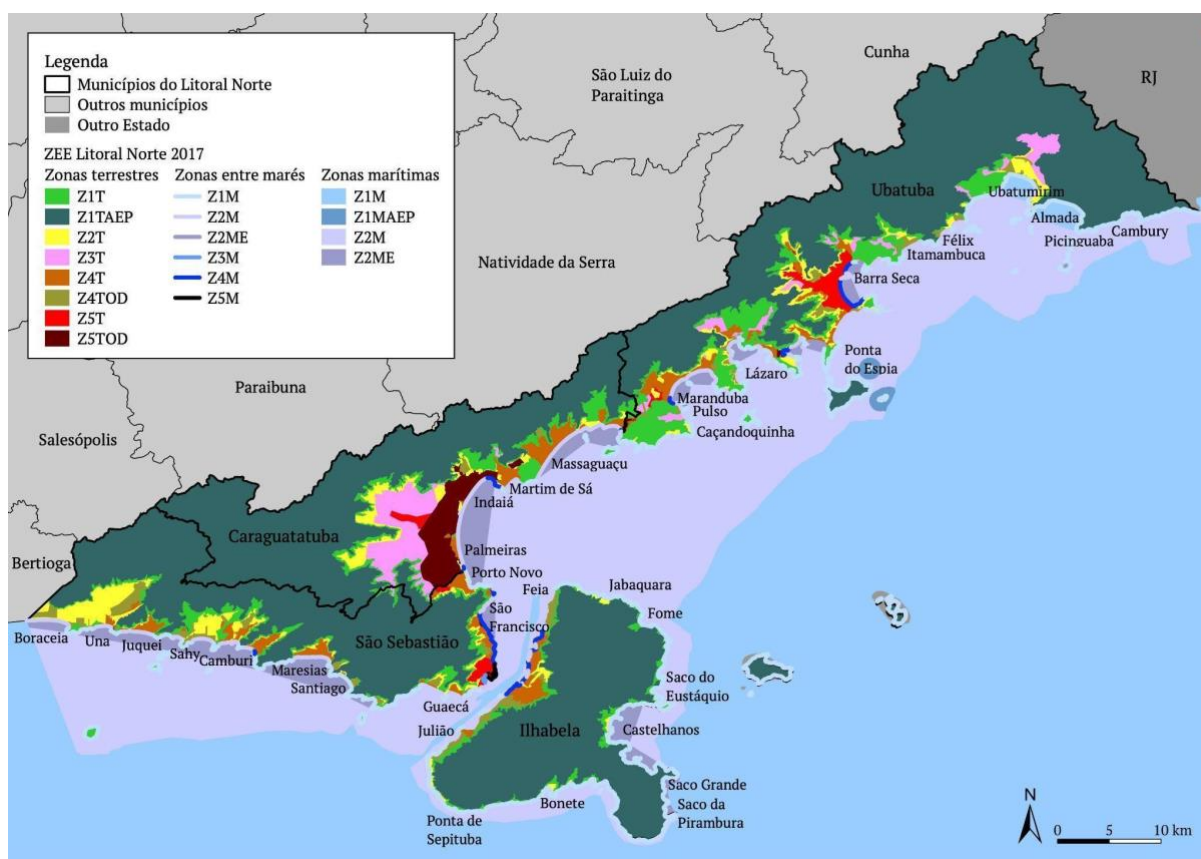 Legenda
Municípios do Litoral Norte
Outros municípios
Outro Estado
ZEE Litoral Norte 2017
Zonas terrestres
Z1T
Z1TAEP
Z2T
Z3T
Z4T
Z4TOD
Z5T
Z5TOD
Zonas entre marés
Z1M
Z2M
Z2ME
Z3M
Z4M
Z5M
Zonas marítimas
Z1M
Z1MAEP
Z2M
Z2ME
Cunha
RJ
São Luiz do
Paraitinga
Ubatuba
Ubatumirim
Almada
Cambury
Picinguaba
Félix
Itamambuca
Natividade da Serra
Barra Seca
Ponta
do Espia
Lázaro
Paraibuna
Maranduba
Pulso
Caçandoquinha
Salesópolis
Massaguaçu
Martim de Sá
Indaiá
Caraguatatuba
Palmeiras
Bertioga
Porto Novo
Feia
Jabaquara
São
Francisco
Fome
Boraceia
Una
Juquei
Sahy
Camburi
São Sebastião
Maresias
Santiago
Saco do
Eustáquio
Guaecá
Julião
Ilhabela
Castelhanos
Saco Grande
Saco da
Pirambura
Bonete
Ponta de
Sepituba
N
0 5 10 km